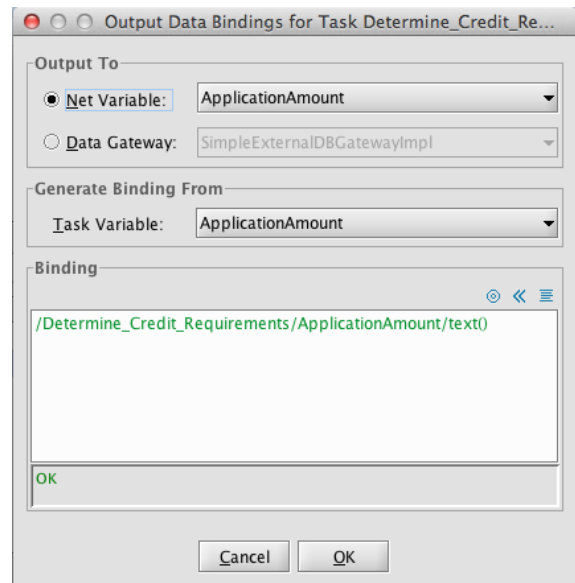 Output Data Bindings for Task Determine_Credit_Re...
Output To
Net Variable: ApplicationAmount
Data Gateway: SimpleExternalDBGatewayImpl
Generate Binding From
Task Variable: ApplicationAmount
Binding
/Determine_Credit_Requirements/ApplicationAmount/text()
OK
Cancel OK